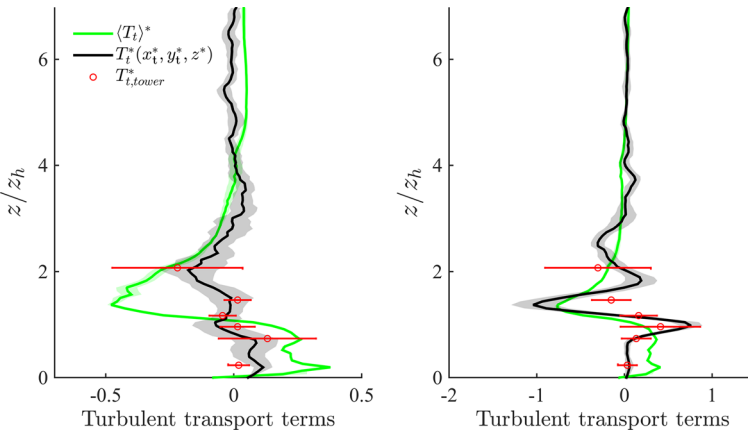 ⟨T_t⟩*
T_t*(x_t*, y_t*, z*)
T*_{t,tower}
6
4
2
0
z/z_h
-0.5
0
0.5
Turbulent transport terms
6
4
2
0
z/z_h
-2
-1
0
1
Turbulent transport terms